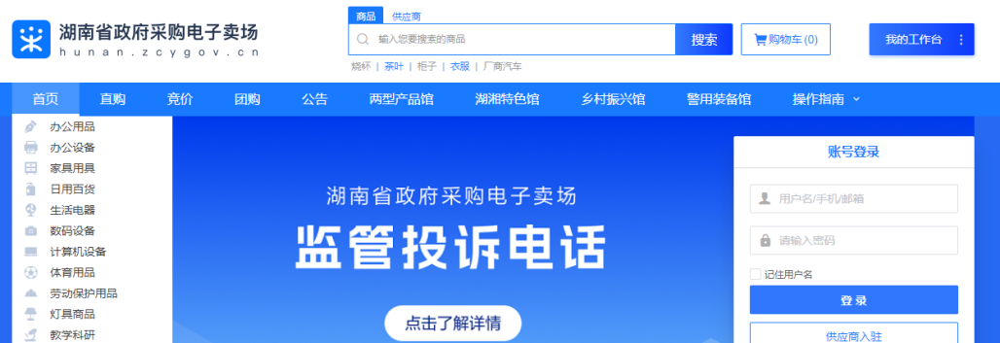 商品 供应商
湖南省政府采购电子卖场
hunan.zcygov.cn
输入您要搜索的商品 搜索 购物车(0) 我的工作台
烧杯 | 茶叶 | 柜子 | 衣服 | 厂商汽车
首页 直购 竞价 团购 公告 两型产品馆 湖湘特色馆 乡村振兴馆 警用装备馆 操作指南
办公用品
办公设备
家具用具
日用百货
生活电器
数码设备
计算机设备
体育用品
劳动保护用品
灯具商品
教学科研
湖南省政府采购电子卖场
监管投诉电话
点击了解详情
账号登录
用户名/手机/邮箱
请输入密码
记住用户名
登录
供应商入驻